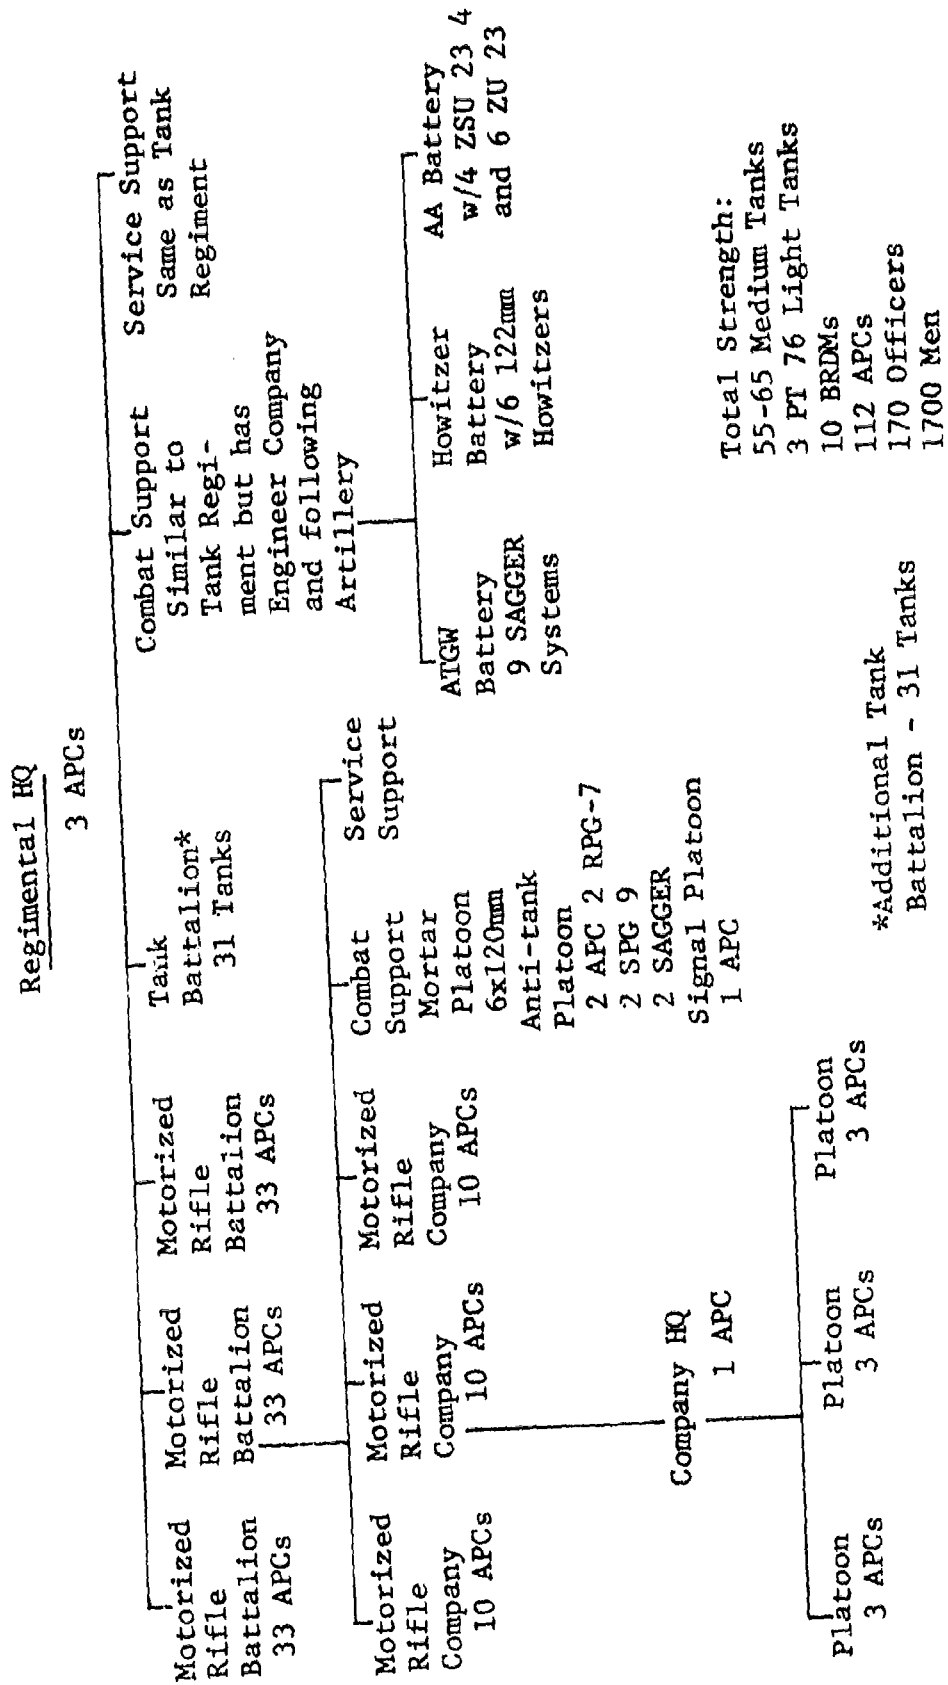 Regimental HQ
3 APCs
Motorized
Rifle
Battalion
33 APCs
Motorized
Rifle
Battalion
33 APCs
Motorized
Rifle
Battalion
33 APCs
Tank
Battalion*
31 Tanks
Combat Support
Similar to
Tank Regi-
ment but has
Engineer Company
and following
Artillery
Service Support
Same as Tank
Regiment
Motorized
Rifle
Company
10 APCs
Motorized
Rifle
Company
10 APCs
Motorized
Rifle
Company
10 APCs
Combat
Support
Mortar
Platoon
6x120mm
Anti-tank
Platoon
2 APC 2 RPG-7
2 SPG 9
2 SAGGER
Signal Platoon
1 APC
Service
Support
ATGW
Battery
9 SAGGER
Systems
Howitzer
Battery
w/6 122mm
Howitzers
AA Battery
w/4 ZSU 23 4
and 6 ZU 23
Company HQ
1 APC
Platoon
3 APCs
Platoon
3 APCs
Platoon
3 APCs
Total Strength:
55-65 Medium Tanks
3 PT 76 Light Tanks
10 BRDMs
112 APCs
170 Officers
1700 Men
*Additional Tank
Battalion - 31 Tanks